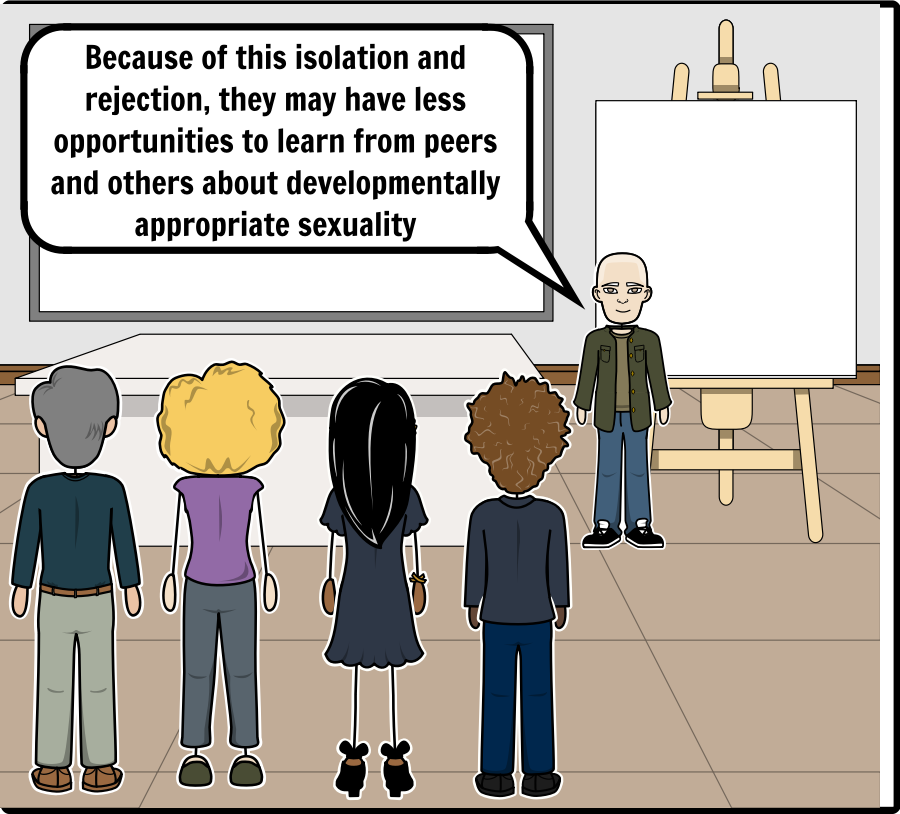 Because of this isolation and
rejection, they may have less
opportunities to learn from peers
and others about developmentally
appropriate sexuality